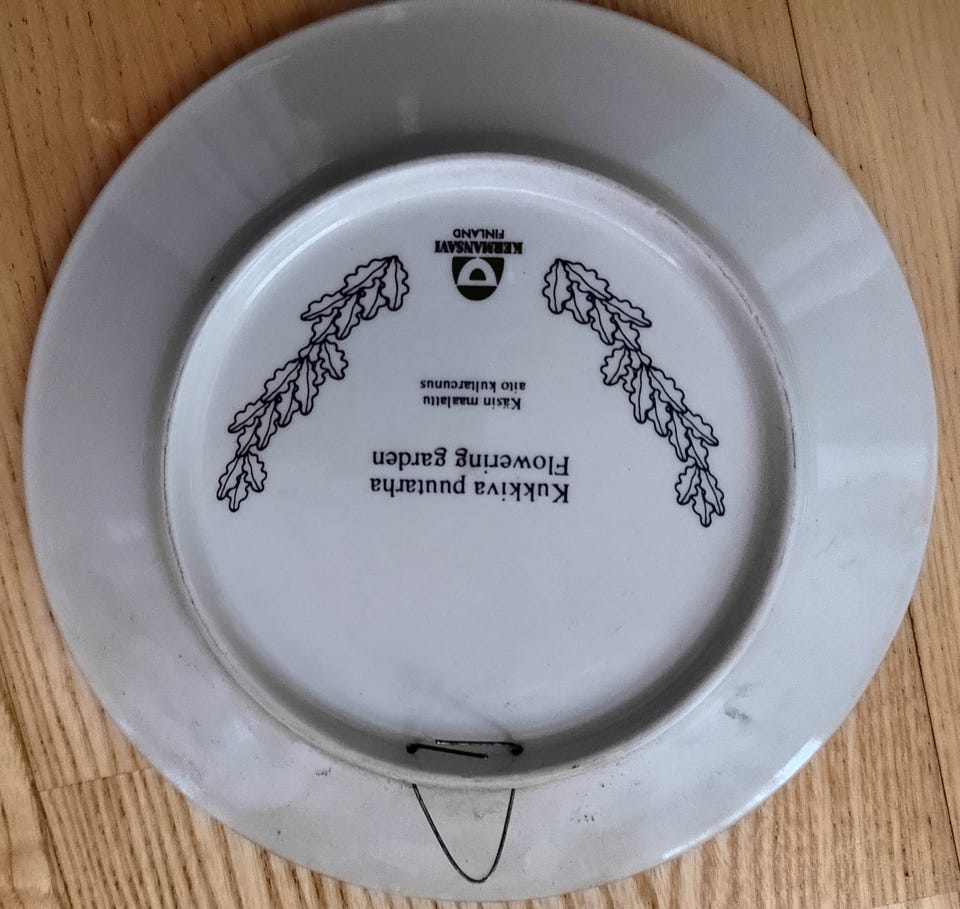 Kukkiva puutarha
Flowering garden
Käsin maalattu
aito kultareunus
KERMANSAVI
FINLAND